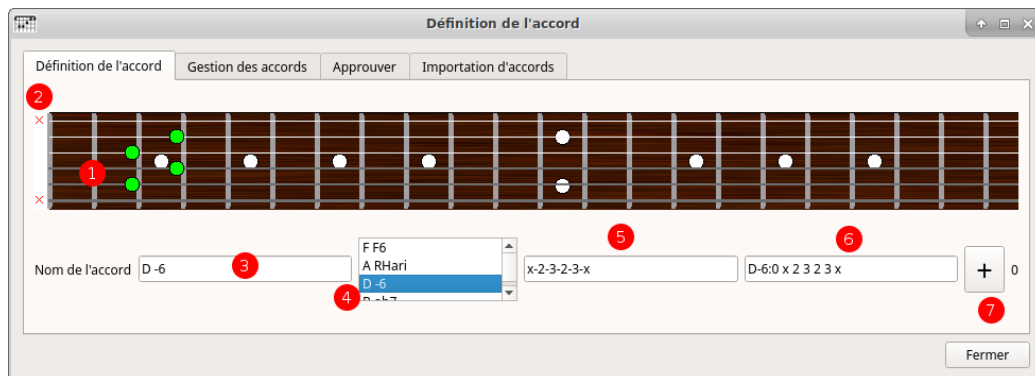 Définition de l'accord
Définition de l'accord Gestion des accords Approuver Importation d'accords
2
×
1
×
5
6
F F6
Nom de l'accord D -6 3 A RHari x-2-3-2-3-x D-6:0 x 2 3 2 3 x + 0
D -6
4
7
Fermer